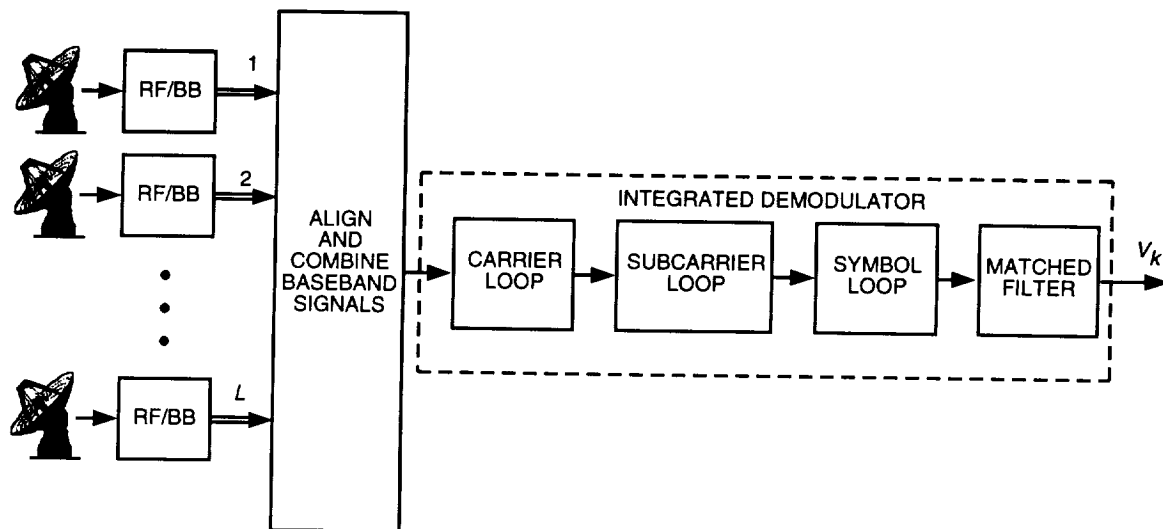 RF/BB
1
RF/BB
2
RF/BB
L
ALIGN
AND
COMBINE
BASEBAND
SIGNALS
INTEGRATED DEMODULATOR
CARRIER
LOOP
SUBCARRIER
LOOP
SYMBOL
LOOP
MATCHED
FILTER
Vk